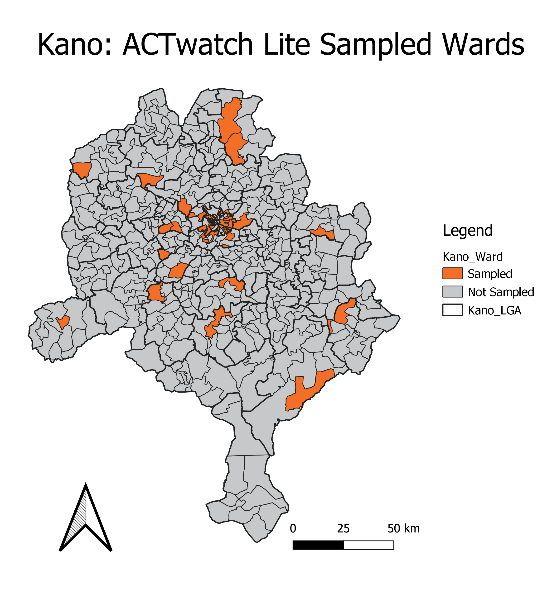 Kano: ACTwatch Lite Sampled Wards
Legend
Kano_Ward
Sampled
Not Sampled
Kano_LGA
0 25 50 km